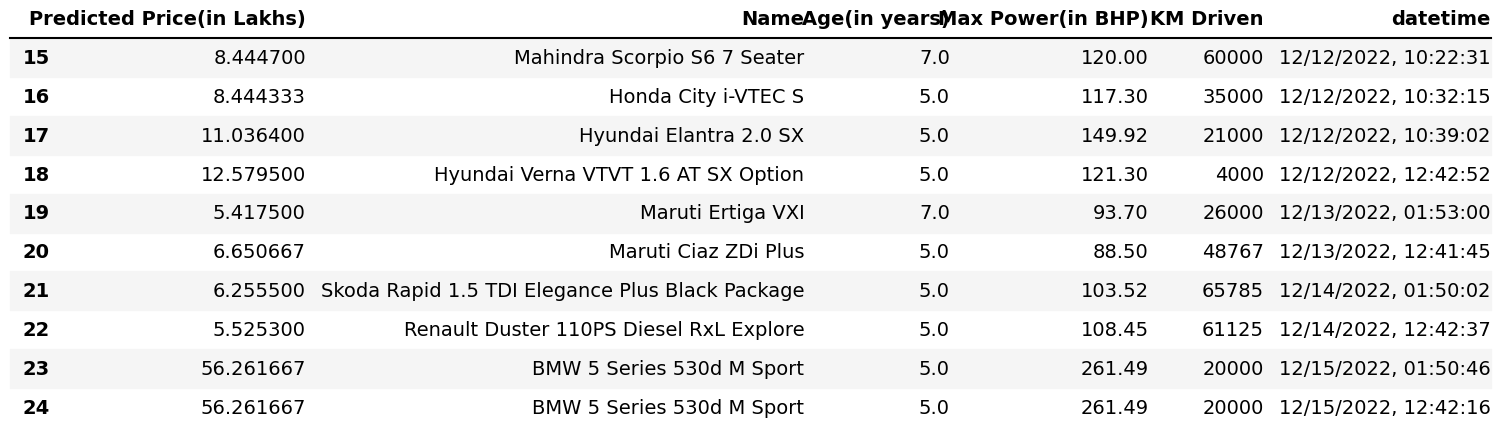 Predicted Price(in Lakhs) Name Age(in years) Max Power(in BHP) KM Driven datetime
15 8.444700 Mahindra Scorpio S6 7 Seater 7.0 120.00 60000 12/12/2022, 10:22:31
16 8.444333 Honda City i-VTEC S 5.0 117.30 35000 12/12/2022, 10:32:15
17 11.036400 Hyundai Elantra 2.0 SX 5.0 149.92 21000 12/12/2022, 10:39:02
18 12.579500 Hyundai Verna VTVT 1.6 AT SX Option 5.0 121.30 4000 12/12/2022, 12:42:52
19 5.417500 Maruti Ertiga VXI 7.0 93.70 26000 12/13/2022, 01:53:00
20 6.650667 Maruti Ciaz ZDi Plus 5.0 88.50 48767 12/13/2022, 12:41:45
21 6.255500 Skoda Rapid 1.5 TDI Elegance Plus Black Package 5.0 103.52 65785 12/14/2022, 01:50:02
22 5.525300 Renault Duster 110PS Diesel RxL Explore 5.0 108.45 61125 12/14/2022, 12:42:37
23 56.261667 BMW 5 Series 530d M Sport 5.0 261.49 20000 12/15/2022, 01:50:46
24 56.261667 BMW 5 Series 530d M Sport 5.0 261.49 20000 12/15/2022, 12:42:16